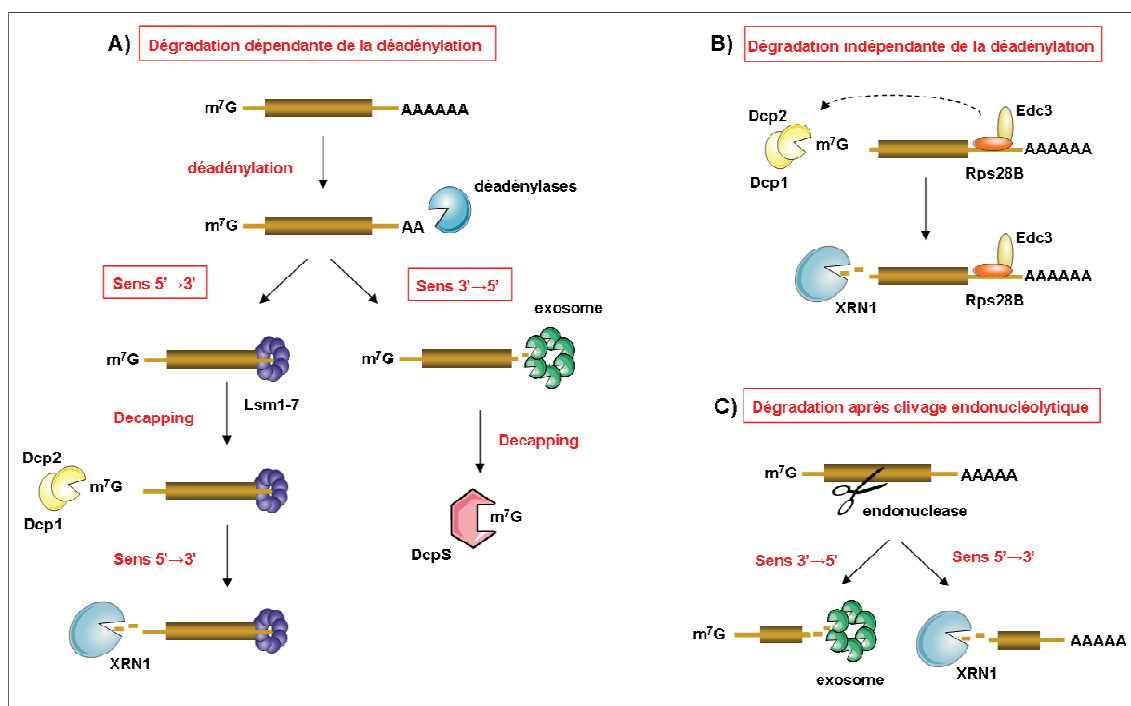 A) Dégradation dépendante de la déadénylation
m⁷G AAAAAA
déadénylation
déadénylases
m⁷G AA
Sens 5’→3’
Sens 3’→5’
exosome
m⁷G
m⁷G
Lsm1-7
Decapping
Decapping
Dcp2
m⁷G
Dcp1
m⁷G
DcpS
Sens 5’→3’
XRN1
B) Dégradation indépendante de la déadénylation
Dcp2
Edc3
m⁷G
AAAAAA
Dcp1
Rps28B
Edc3
AAAAAA
XRN1
Rps28B
C) Dégradation après clivage endonucléolytique
m⁷G AAAAA
endonuclease
Sens 3’→5’
Sens 5’→3’
m⁷G
AAAAA
exosome
XRN1